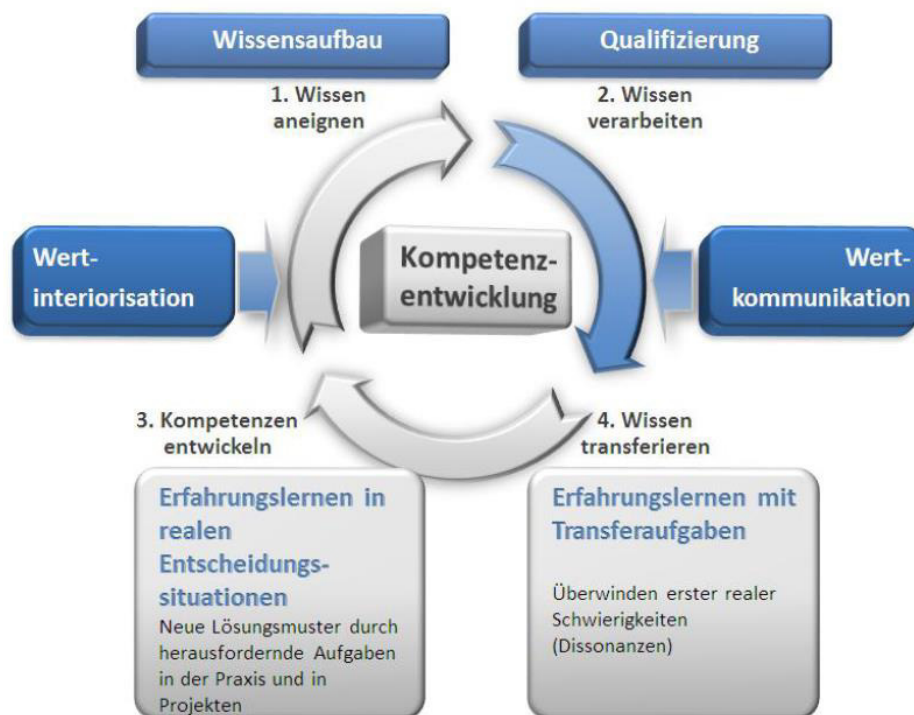 Wissensaufbau
Qualifizierung
1. Wissen
aneignen
2. Wissen
verarbeiten
Wert-
interiorisation
Kompetenz-
entwicklung
Wert-
kommunikation
3. Kompetenzen
entwickeln
4. Wissen
transferieren
Erfahrungslernen in
realen
Entscheidungs-
situationen
Neue Lösungsmuster durch
herausfordernde Aufgaben
in der Praxis und in
Projekten
Erfahrungslernen mit
Transferaufgaben
Überwinden erster realer
Schwierigkeiten
(Dissonanzen)